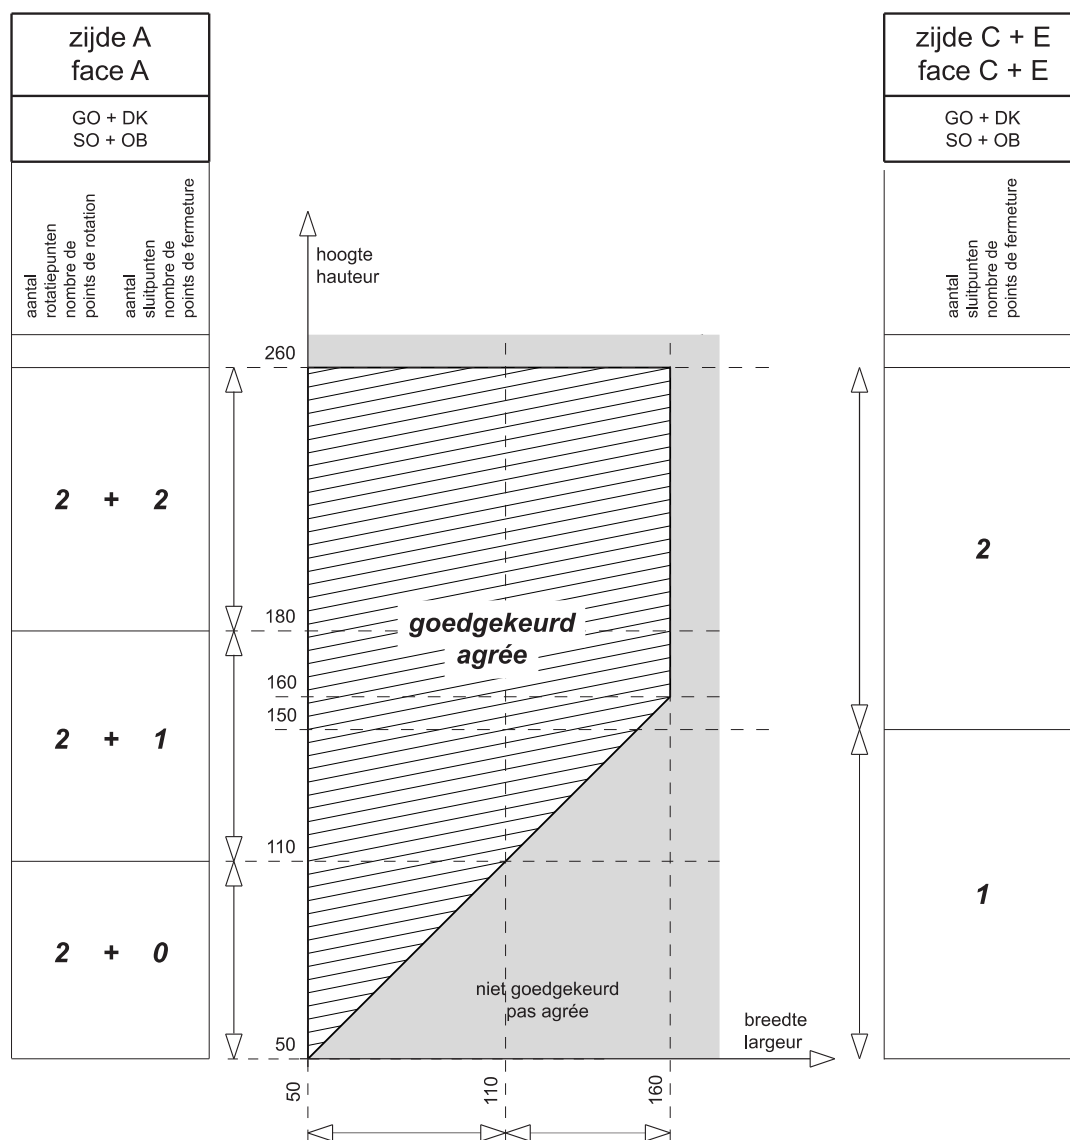 zijde A
face A
GO + DK
SO + OB
aantal
rotatiepunten
nombre de
points de rotation
aantal
sluitpunten
nombre de
points de fermeture
2 + 2
2 + 1
2 + 0
hoogte
hauteur
260
180
160
150
110
50
goedgekeurd
agrée
niet goedgekeurd
pas agrée
breedte
largeur
50
110
160
zijde C + E
face C + E
GO + DK
SO + OB
aantal
sluitpunten
nombre de
points de fermeture
2
1